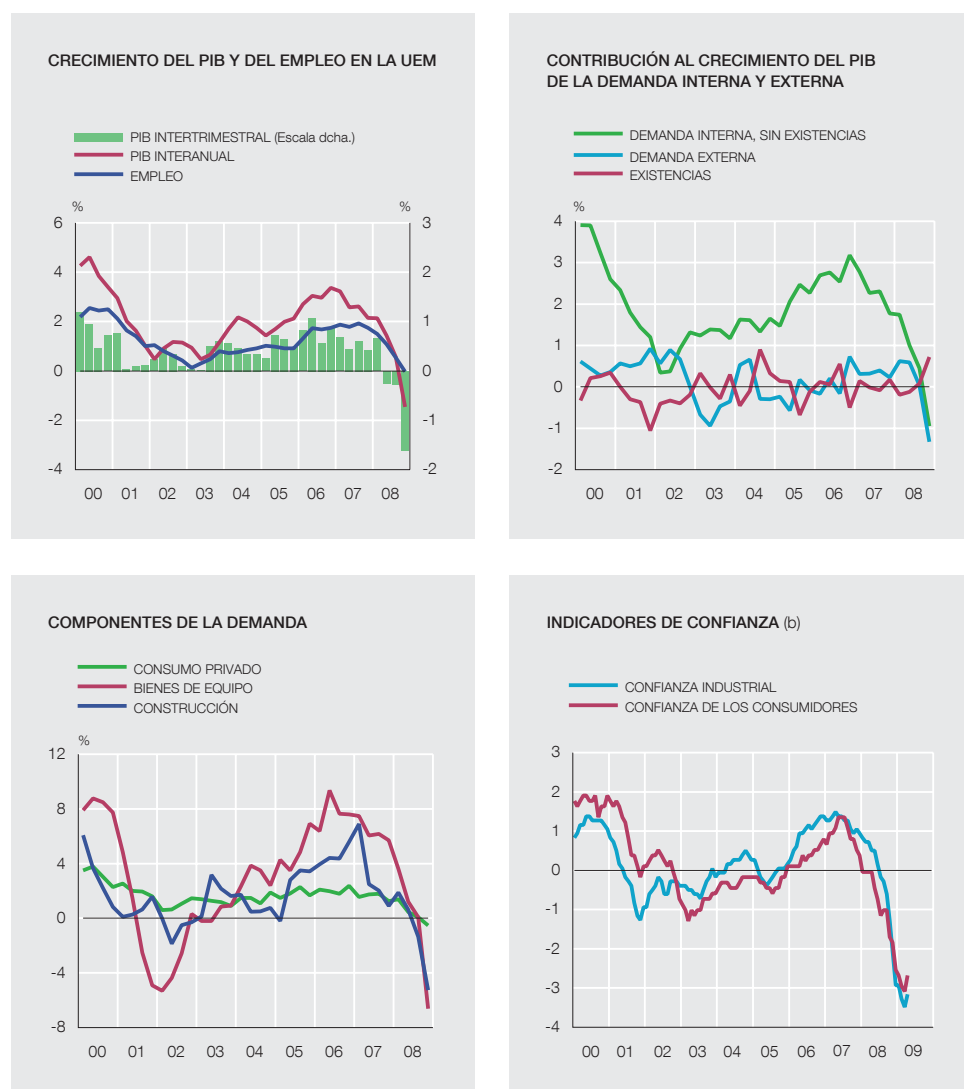 CRECIMIENTO DEL PIB Y DEL EMPLEO EN LA UEM
PIB INTERTRIMESTRAL (Escala dcha.)
PIB INTERANUAL
EMPLEO
% %
6 3
4 2
2 1
0 0
-2 -1
-4 -2
00 01 02 03 04 05 06 07 08
CONTRIBUCIÓN AL CRECIMIENTO DEL PIB
DE LA DEMANDA INTERNA Y EXTERNA
DEMANDA INTERNA, SIN EXISTENCIAS
DEMANDA EXTERNA
EXISTENCIAS
%
4
3
2
1
0
-1
-2
00 01 02 03 04 05 06 07 08
COMPONENTES DE LA DEMANDA
CONSUMO PRIVADO
BIENES DE EQUIPO
CONSTRUCCIÓN
%
12
8
4
0
-4
-8
00 01 02 03 04 05 06 07 08
INDICADORES DE CONFIANZA (b)
CONFIANZA INDUSTRIAL
CONFIANZA DE LOS CONSUMIDORES
3
2
1
0
-1
-2
-3
-4
00 01 02 03 04 05 06 07 08 09